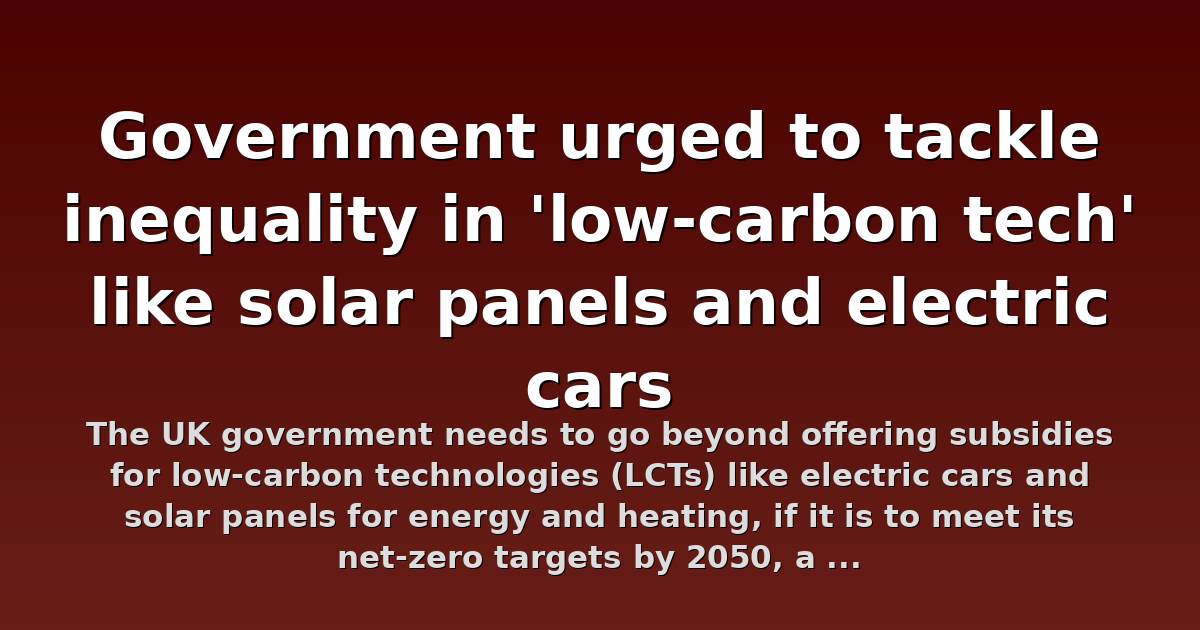 Government urged to tackle
inequality in 'low-carbon tech'
like solar panels and electric
cars
The UK government needs to go beyond offering subsidies
for low-carbon technologies (LCTs) like electric cars and
solar panels for energy and heating, if it is to meet its
net-zero targets by 2050, a ...